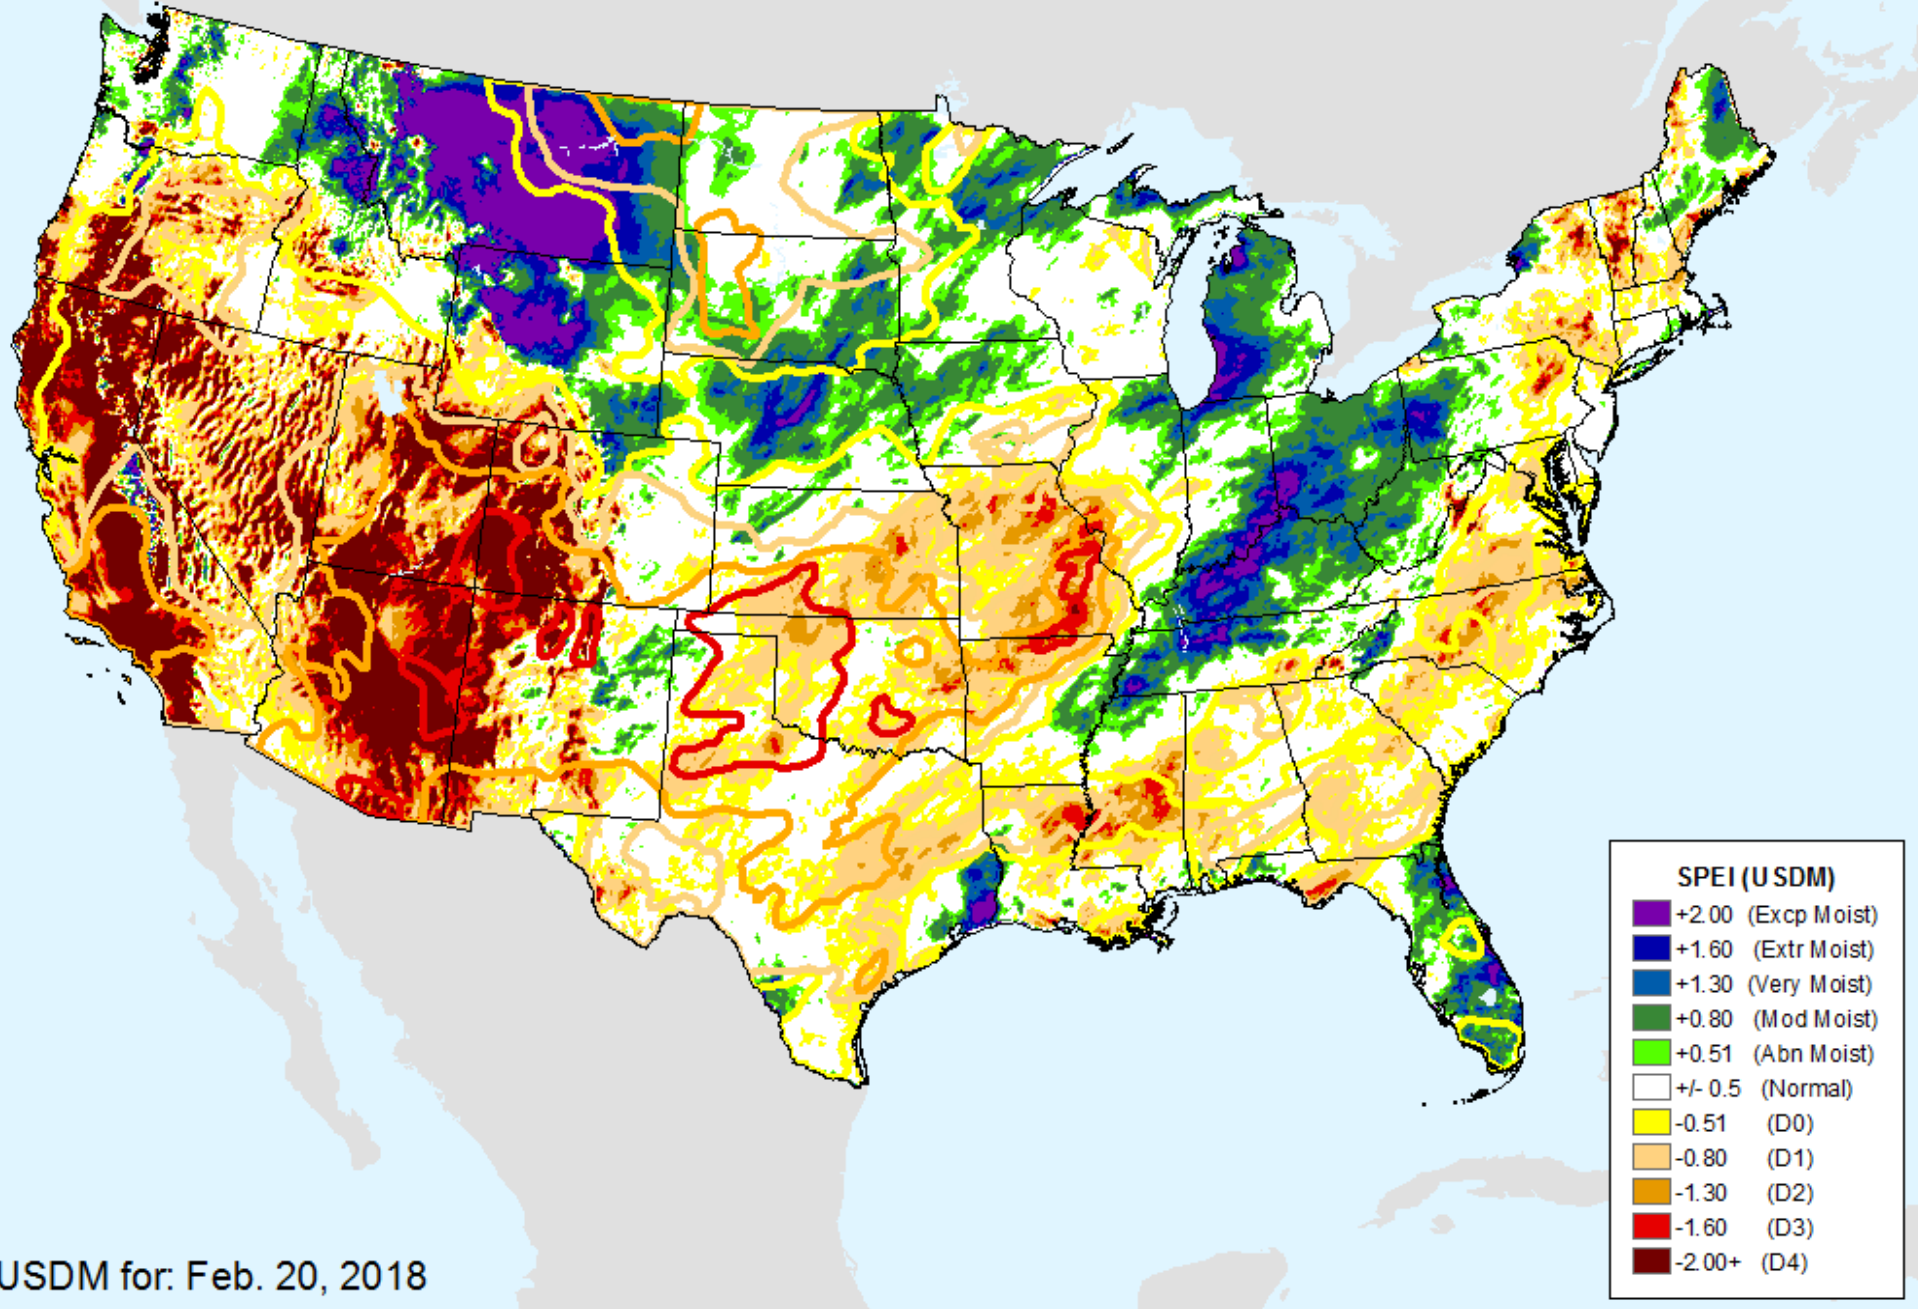 SPEI (USDM)
+2.00 (Excp Moist)
+1.60 (Extr Moist)
+1.30 (Very Moist)
+0.80 (Mod Moist)
+0.51 (Abn Moist)
+/- 0.5 (Normal)
-0.51 (D0)
-0.80 (D1)
-1.30 (D2)
-1.60 (D3)
-2.00+ (D4)
USDM for: Feb. 20, 2018